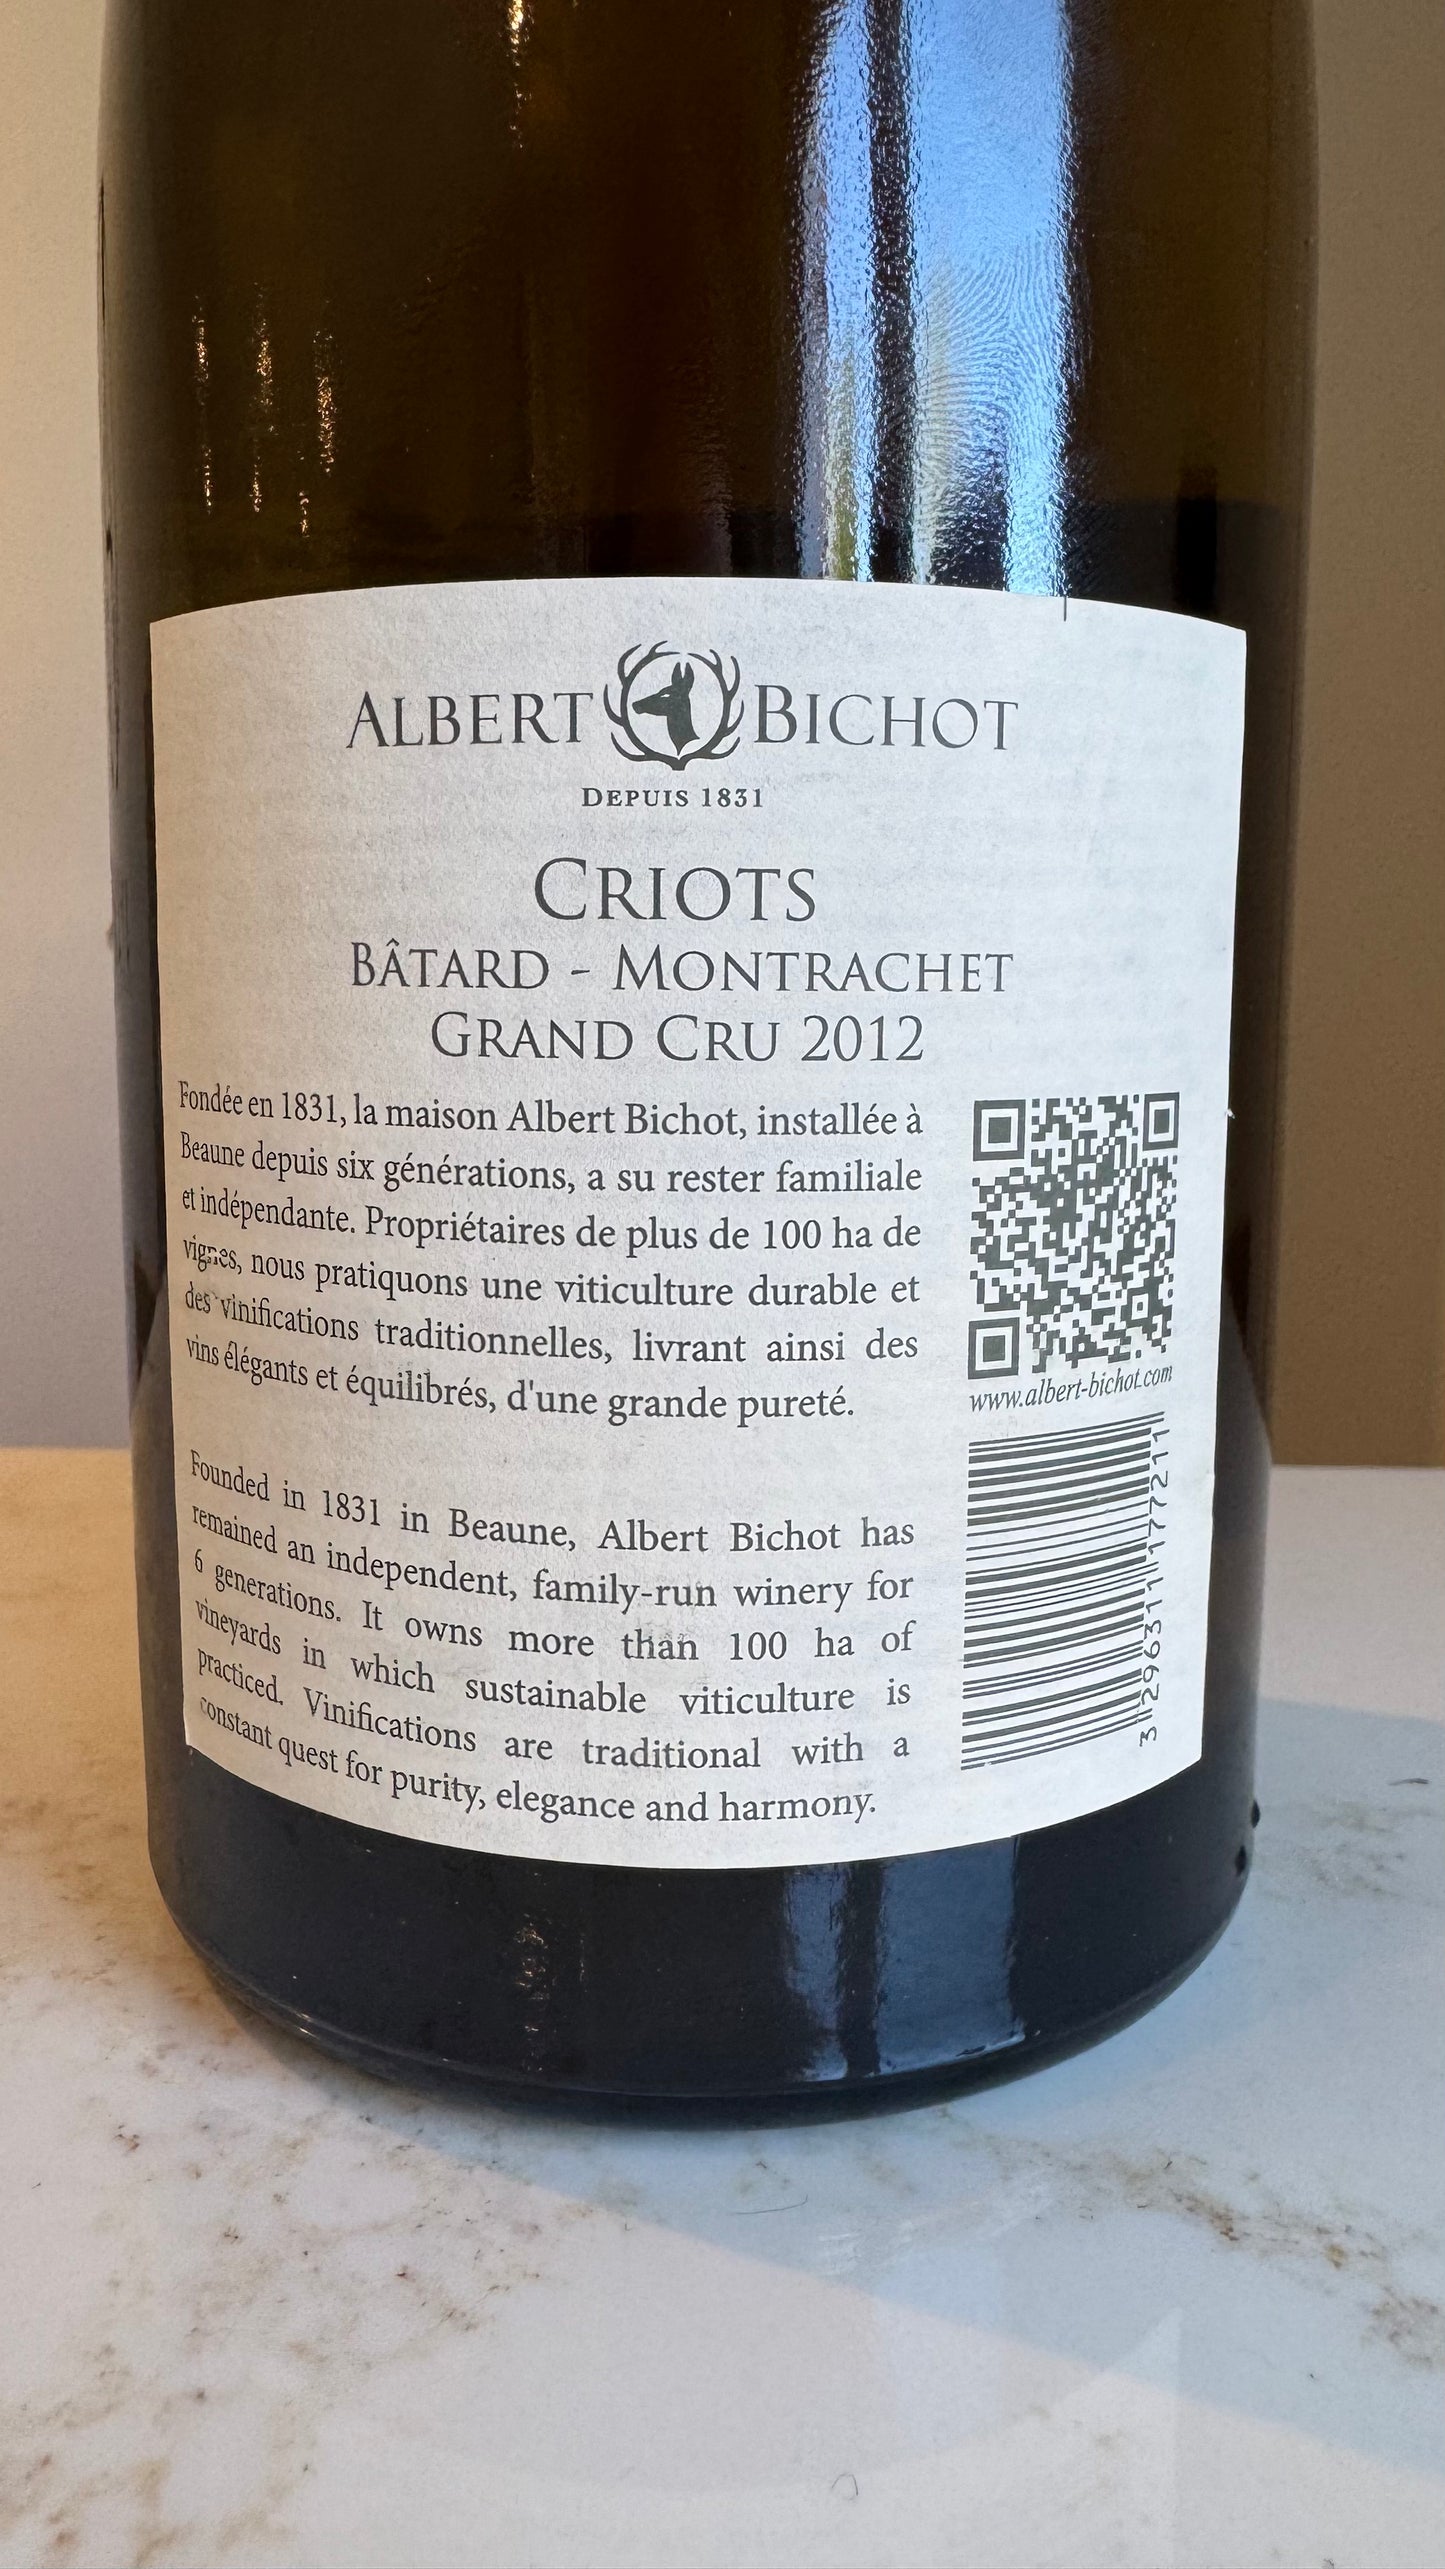 ALBERT BICHOT
DEPUIS 1831
CRIOTS
BÂTARD - MONTRACHET
GRAND CRU 2012
Fondée en 1831, la maison Albert Bichot, installée à
Beaune depuis six générations, a su rester familiale
et indépendante. Propriétaires de plus de 100 ha de
vignes, nous pratiquons une viticulture durable et
des vinifications traditionnelles, livrant ainsi des
vins élégants et équilibrés, d'une grande pureté.
Founded in 1831 in Beaune, Albert Bichot has
remained an independent, family-run winery for
6 generations. It owns more than 100 ha of
vineyards in which sustainable viticulture is
practiced. Vinifications are traditional with a
constant quest for purity, elegance and harmony.
www.albert-bichot.com
3 296311 177211